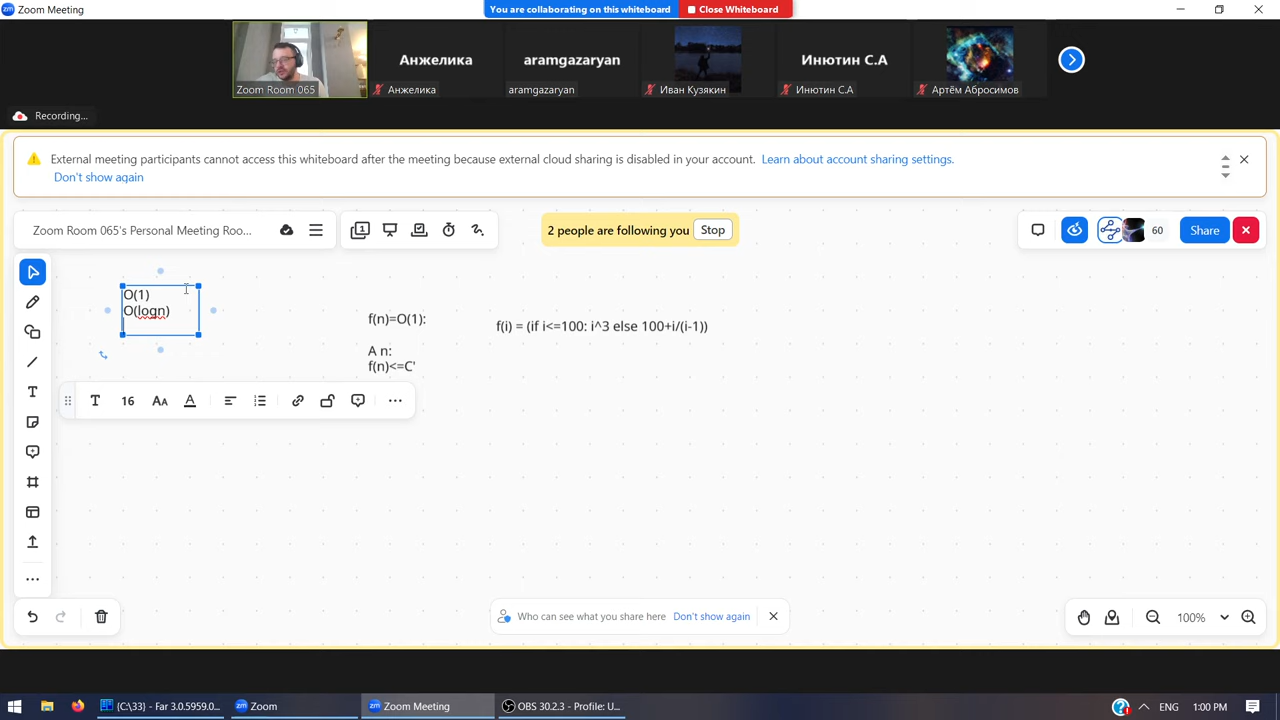 Zoom Meeting
You are collaborating on this whiteboard
Close Whiteboard
Анжелика
aramgazaryan
Инютин С.А
Zoom Room 065
Анжелика
aramgazaryan
Иван Кузякин
Инютин С.А
Артём Абросимов
Recording...
External meeting participants cannot access this whiteboard after the meeting because external cloud sharing is disabled in your account. Learn about account sharing settings.
Don't show again
Zoom Room 065's Personal Meeting Roo...
1
2 people are following you
Stop
60
Share
O(1)
O(logn)
f(n)=O(1):
A n:
f(n)<=C'
f(i) = (if i<=100: i^3 else 100+i/(i-1))
16
Who can see what you share here
Don't show again
100%
(C:\33) - Far 3.0.5959.0...
Zoom
Zoom Meeting
OBS 30.2.3 - Profile: U...
ENG
1:00 PM